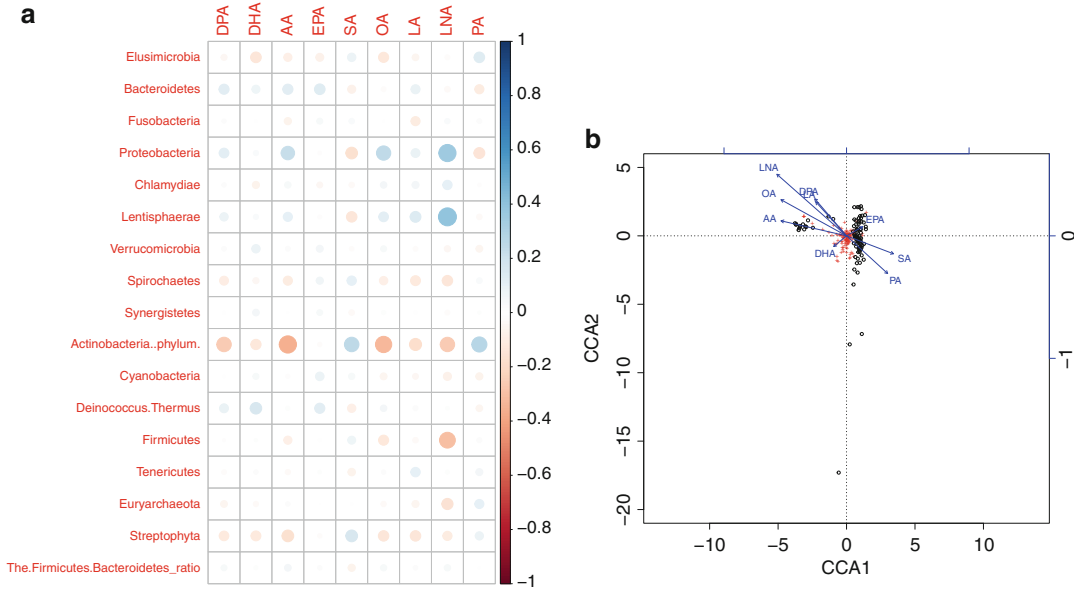 a
DPA DHA AA EPA SA OA LA LNA PA
Elusimicrobia
Bacteroidetes
Fusobacteria
Proteobacteria
Chlamydiae
Lentisphaerae
Verrucomicrobia
Spirochaetes
Synergistetes
Actinobacteria..phylum.
Cyanobacteria
Deinococcus.Thermus
Firmicutes
Tenericutes
Euryarchaeota
Streptophyta
The.Firmicutes.Bacteroidetes_ratio
1
0.8
0.6
0.4
0.2
0
−0.2
−0.4
−0.6
−0.8
−1
b
CCA2
5
0
−5
−10
−15
−20
LNA
OA
DPA
LA
AA
EPA
DHA
SA
PA
0
−1
−10 −5 0 5 10
CCA1